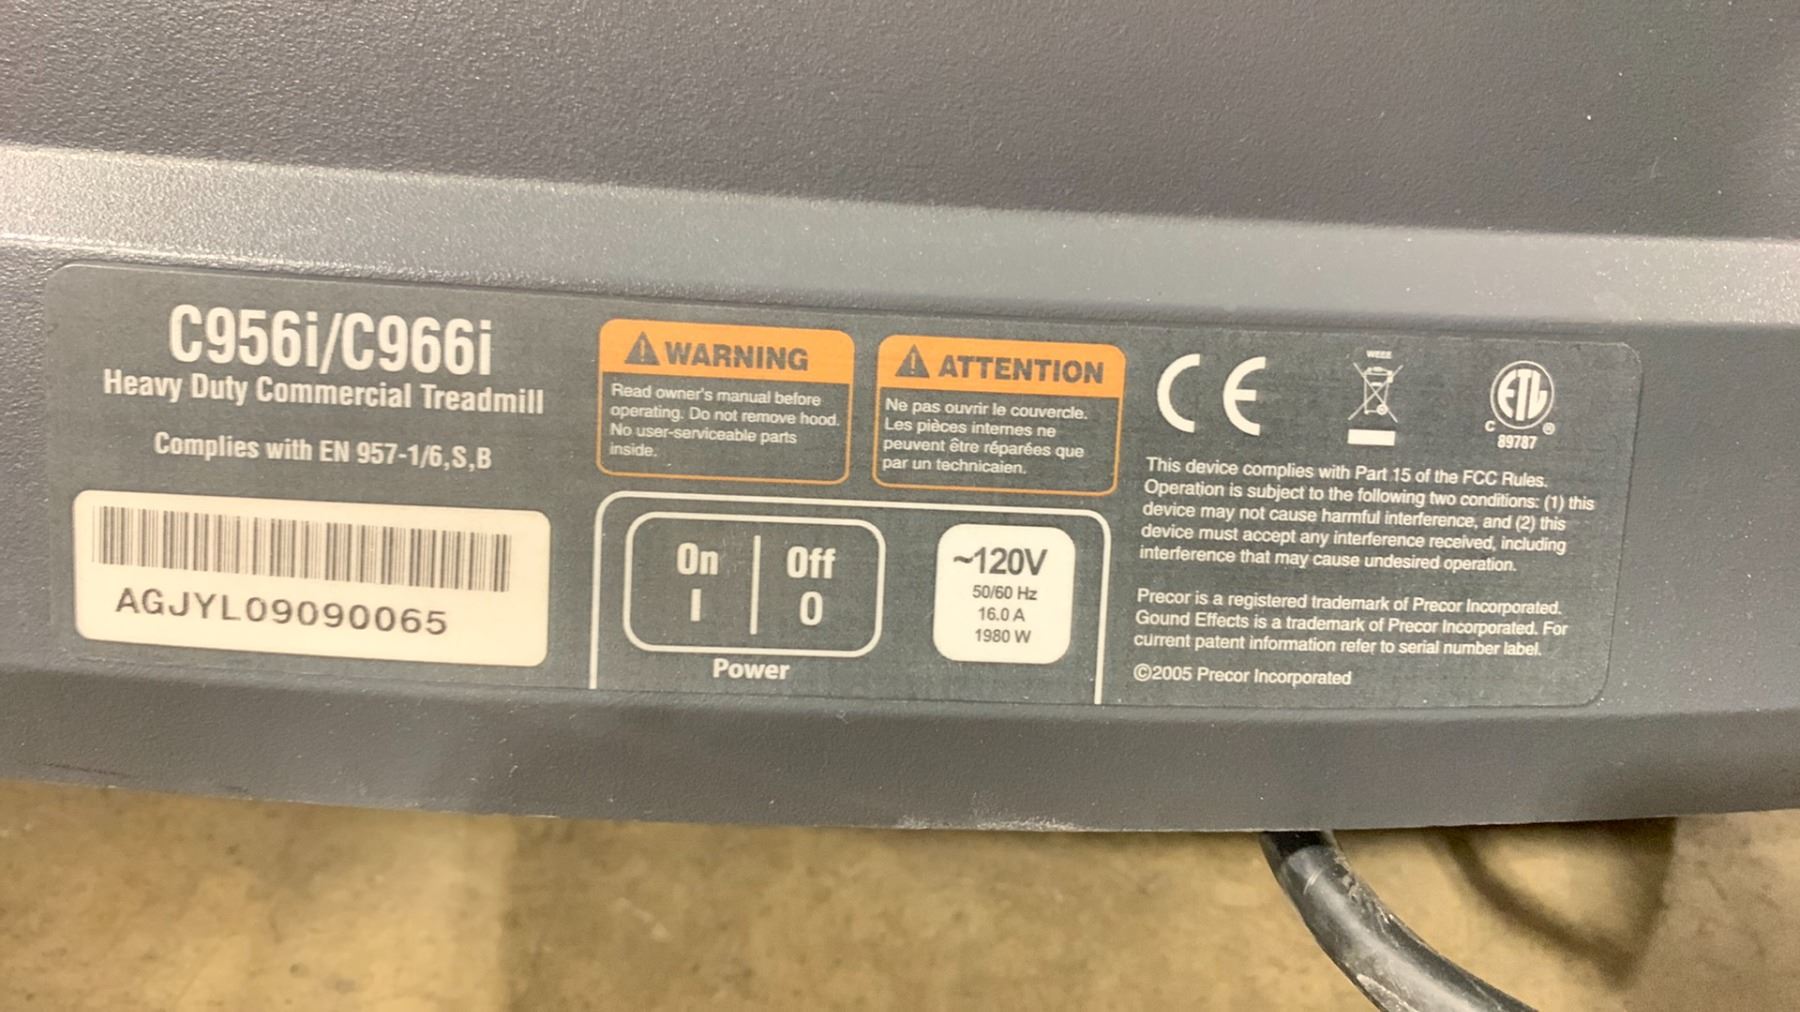 C956i/C966i
Heavy Duty Commercial Treadmill
Complies with EN 957-1/6,S,B
AGJYL09090065
WARNING
Read owner's manual before
operating. Do not remove hood.
No user-serviceable parts
inside.
ATTENTION
Ne pas ouvrir le couvercle.
Les pièces internes ne
peuvent être réparées que
par un technicaien.
On
Off
I
0
Power
~120V
50/60 Hz
16.0 A
1980 W
CE
WEEE
ETL
C
®
89787
This device complies with Part 15 of the FCC Rules.
Operation is subject to the following two conditions: (1) this
device may not cause harmful interference, and (2) this
device must accept any interference received, including
interference that may cause undesired operation.
Precor is a registered trademark of Precor Incorporated.
Gound Effects is a trademark of Precor Incorporated. For
current patent information refer to serial number label.
©2005 Precor Incorporated